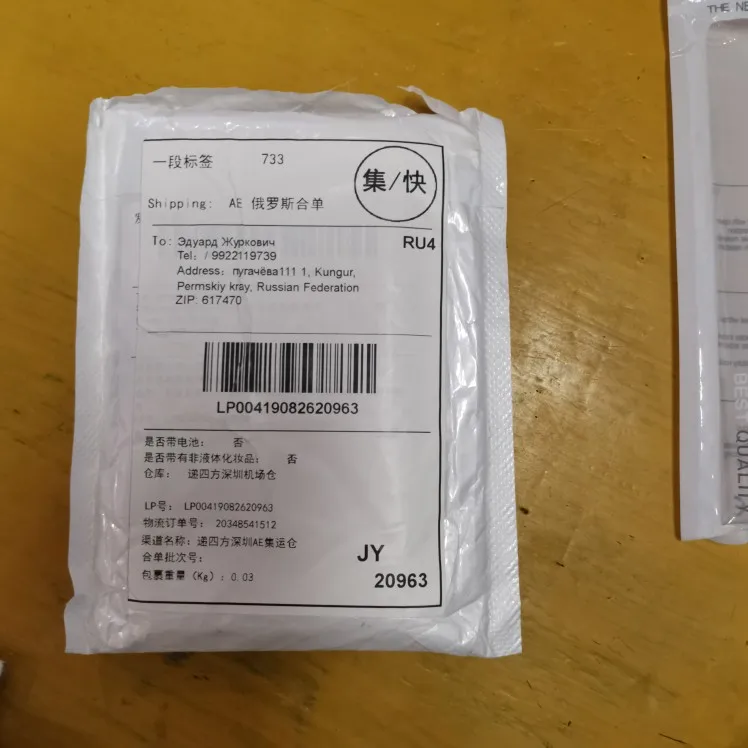 一段标签 733
集/快
Shipping: AE 俄罗斯合单
To: Эдуард Журкович
RU4
Tel: / 9922119739
Address: пугачёва111 1, Kungur,
Permskiy kray, Russian Federation
ZIP: 617470
LP00419082620963
是否带电池: 否
是否带有非液体化妆品: 否
仓库: 递四方深圳机场仓
LP号: LP00419082620963
物流订单号: 20348541512
渠道名称: 递四方深圳AE集运仓
合单批次号:
JY
包裹重量(Kg): 0.03
20963
THE NE
BEST QUALITY